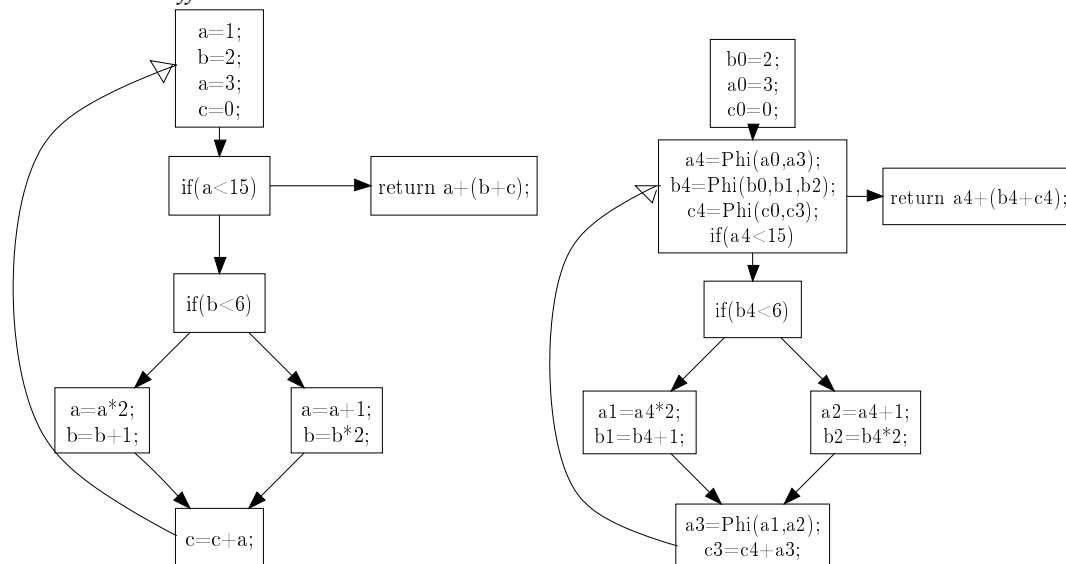 a=1;
b=2;
a=3;
c=0;
if(a<15)
return a+(b+c);
if(b<6)
a=a*2;
b=b+1;
a=a+1;
b=b*2;
c=c+a;
b0=2;
a0=3;
c0=0;
a4=Phi(a0,a3);
b4=Phi(b0,b1,b2);
c4=Phi(c0,c3);
if(a4<15)
return a4+(b4+c4);
if(b4<6)
a1=a4*2;
b1=b4+1;
a2=a4+1;
b2=b4*2;
a3=Phi(a1,a2);
c3=c4+a3;